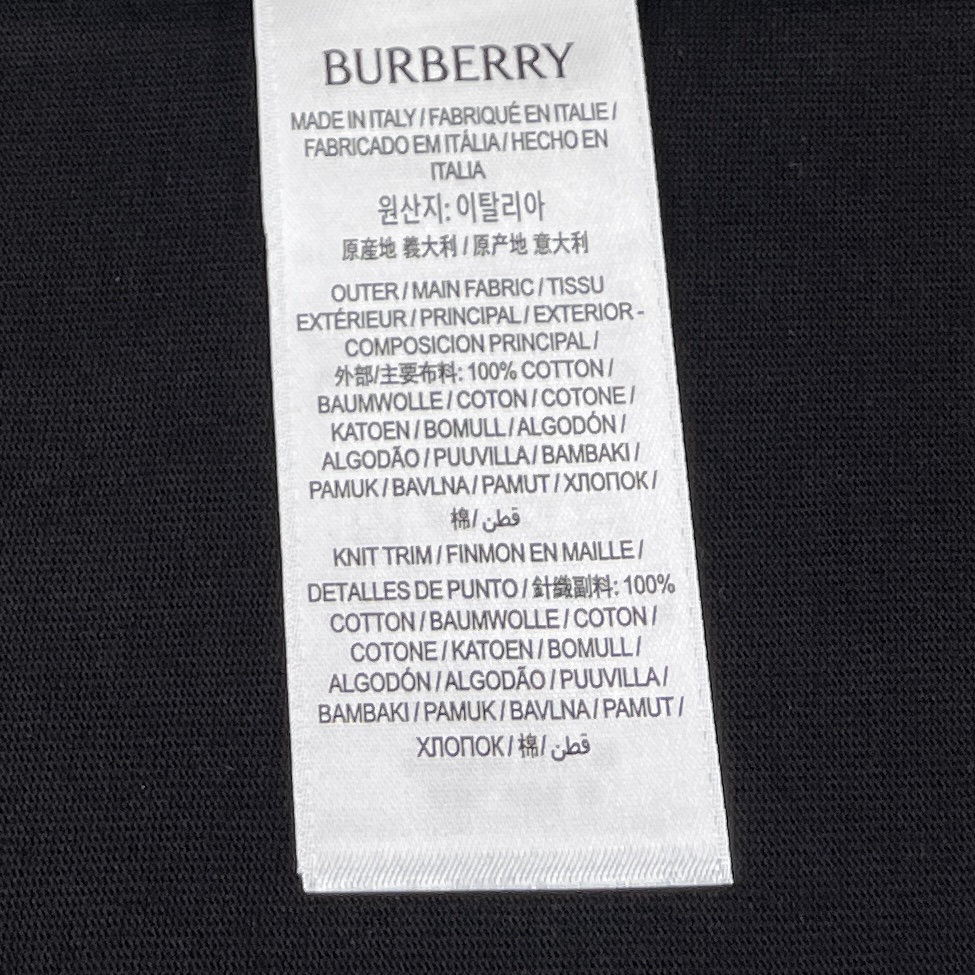 BURBERRY
MADE IN ITALY / FABRIQUÉ EN ITALIE /
FABRICADO EM ITÁLIA / HECHO EN
ITALIA
원산지: 이탈리아
原産地 義大利 / 原产地 意大利
OUTER / MAIN FABRIC / TISSU
EXTÉRIEUR / PRINCIPAL / EXTERIOR -
COMPOSICION PRINCIPAL /
外部/主要布料: 100% COTTON /
BAUMWOLLE / COTON / COTONE /
KATOEN / BOMULL / ALGODÓN /
ALGODÃO / PUUVILLA / BAMBAKI /
PAMUK / BAVLNA / PAMUT / ХЛОПОК /
棉/ قطن
KNIT TRIM / FINMON EN MAILLE /
DETALLES DE PUNTO / 針織副料: 100%
COTTON / BAUMWOLLE / COTON /
COTONE / KATOEN / BOMULL /
ALGODÓN / ALGODÃO / PUUVILLA /
BAMBAKI / PAMUK / BAVLNA / PAMUT /
ХЛОПОК / 棉/ قطن